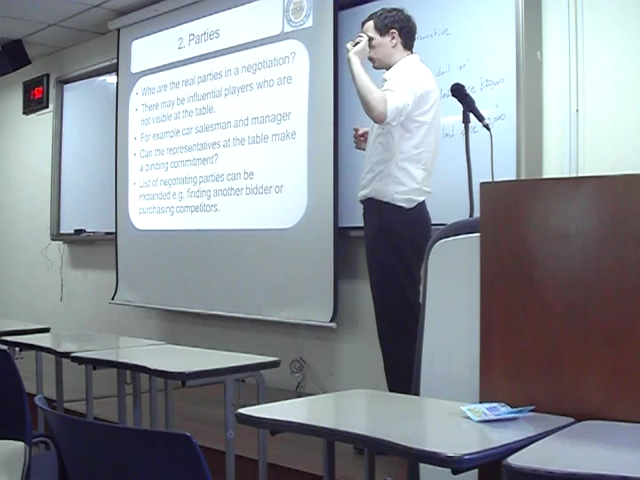 2. Parties
• Who are the real parties in a negotiation?
• There may be influential players who are
not visible at the table.
• For example car salesman and manager
• Can the representatives at the table make
a binding commitment?
• List of negotiating parties can be
expanded e.g. finding another bidder or
purchasing competitors.